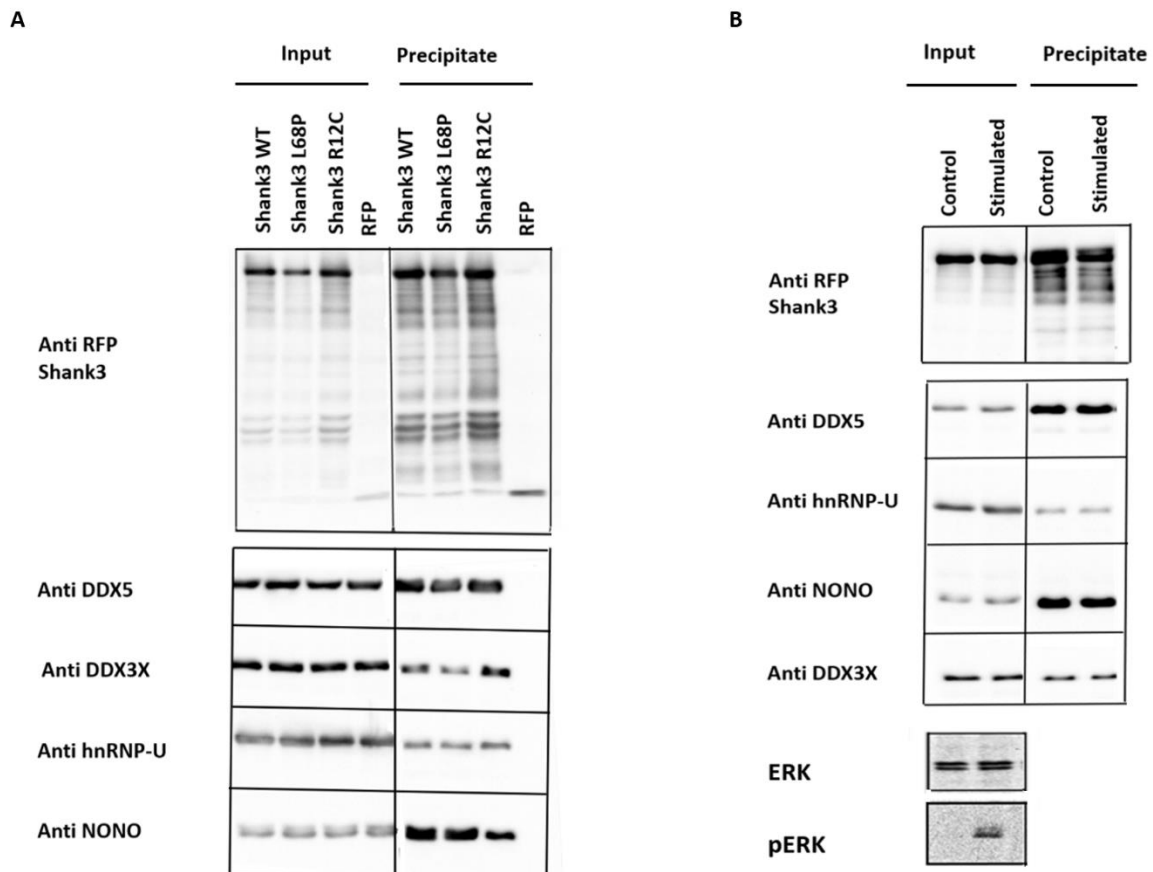 A
Input
Precipitate
Shank3 WT
Shank3 L68P
Shank3 R12C
RFP
Shank3 WT
Shank3 L68P
Shank3 R12C
RFP
Anti RFP
Shank3
Anti DDX5
Anti DDX3X
Anti hnRNP-U
Anti NONO
B
Input
Precipitate
Control
Stimulated
Control
Stimulated
Anti RFP
Shank3
Anti DDX5
Anti hnRNP-U
Anti NONO
Anti DDX3X
ERK
pERK